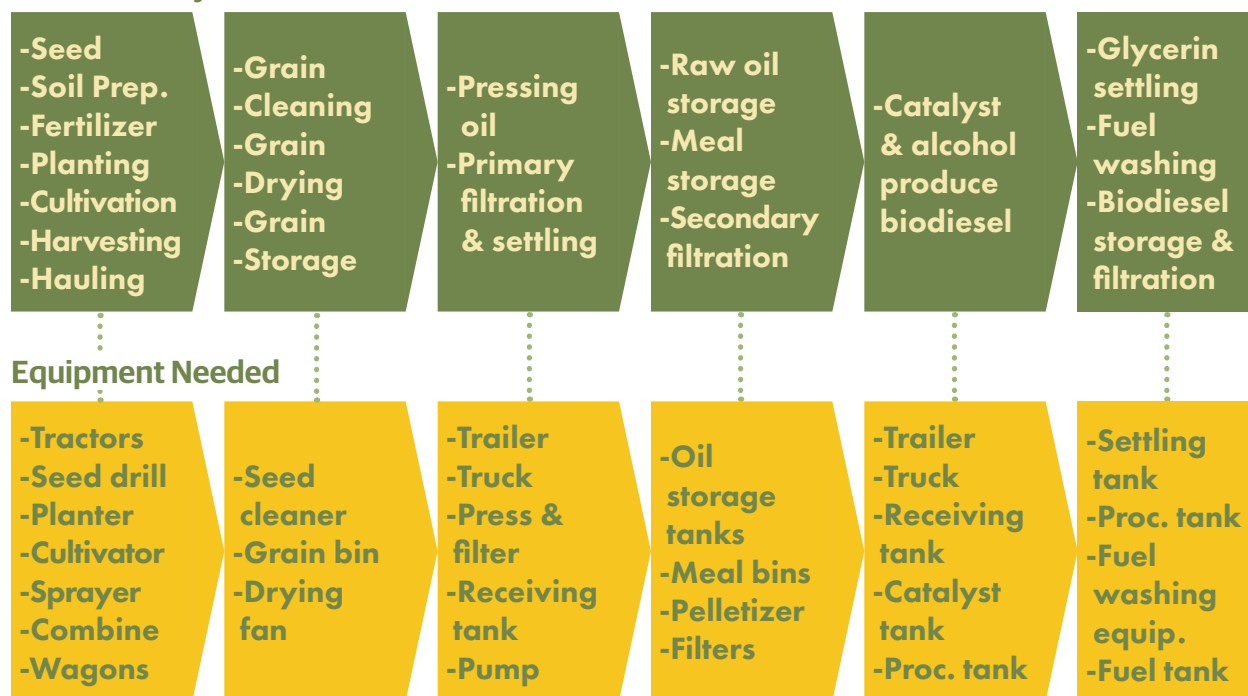 -Seed
-Soil Prep.
-Fertilizer
-Planting
-Cultivation
-Harvesting
-Hauling
-Grain
-Cleaning
-Grain
-Drying
-Grain
-Storage
-Pressing
oil
-Primary
filtration
& settling
-Raw oil
storage
-Meal
storage
-Secondary
filtration
-Catalyst
& alcohol
produce
biodiesel
-Glycerin
settling
-Fuel
washing
-Biodiesel
storage &
filtration
Equipment Needed
-Tractors
-Seed drill
-Planter
-Cultivator
-Sprayer
-Combine
-Wagons
-Seed
cleaner
-Grain bin
-Drying
fan
-Trailer
-Truck
-Press &
filter
-Receiving
tank
-Pump
-Oil
storage
tanks
-Meal bins
-Pelletizer
-Filters
-Trailer
-Truck
-Receiving
tank
-Catalyst
tank
-Proc. tank
-Settling
tank
-Proc. tank
-Fuel
washing
equip.
-Fuel tank